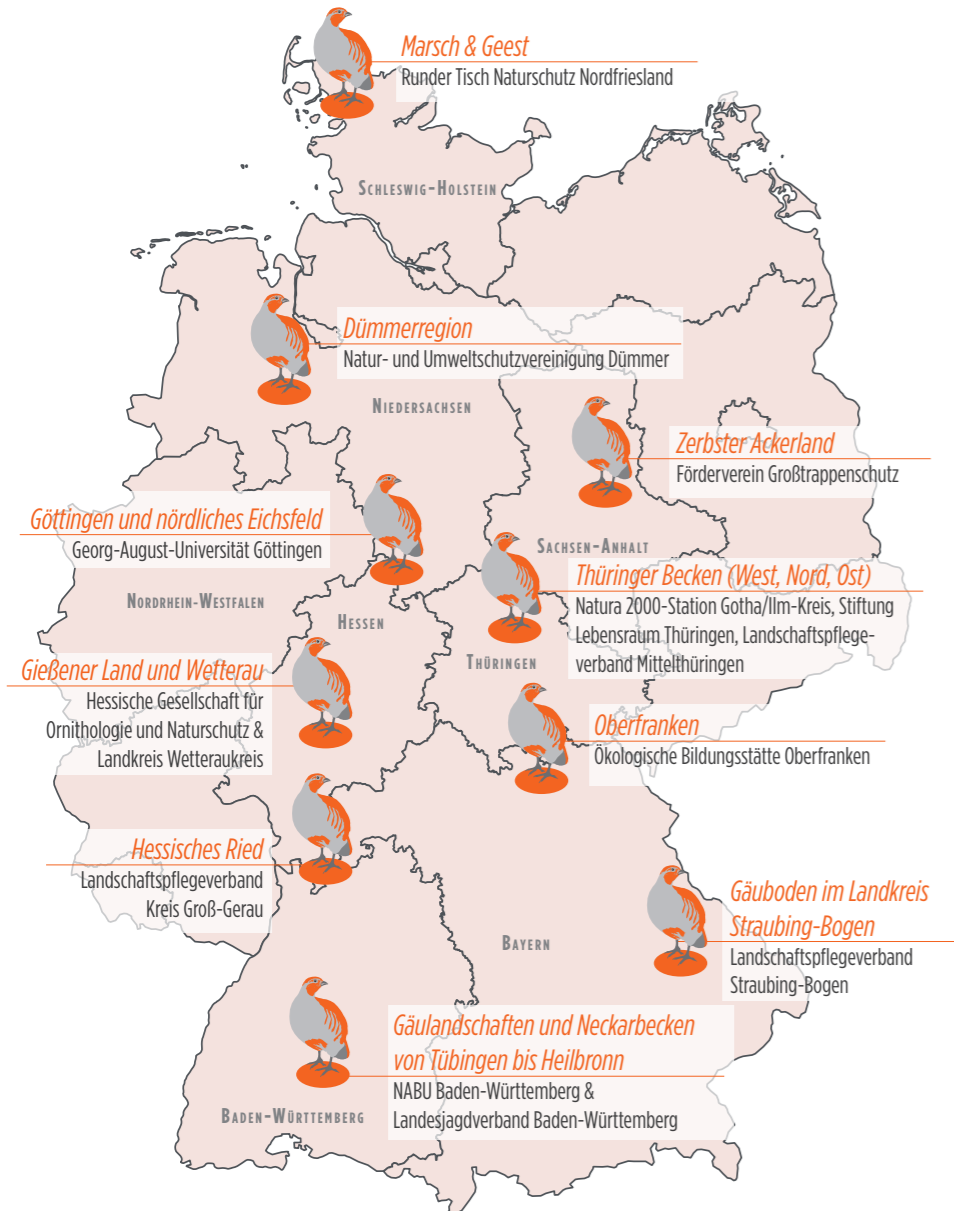 Marsch & Geest
Runder Tisch Naturschutz Nordfriesland
Schleswig-Holstein
Dümmerregion
Natur- und Umweltschutzvereinigung Dümmer
Niedersachsen
Zerbster Ackerland
Förderverein Großtrappenschutz
Göttingen und nördliches Eichsfeld
Georg-August-Universität Göttingen
Sachsen-Anhalt
Thüringer Becken (West, Nord, Ost)
Natura 2000-Station Gotha/Ilm-Kreis, Stiftung
Lebensraum Thüringen, Landschaftspflege-
verband Mittelthüringen
Nordrhein-Westfalen
Hessen
Thüringen
Gießener Land und Wetterau
Hessische Gesellschaft für
Ornithologie und Naturschutz &
Landkreis Wetteraukreis
Oberfranken
Ökologische Bildungsstätte Oberfranken
Hessisches Ried
Landschaftspflegeverband
Kreis Groß-Gerau
Gäuboden im Landkreis
Straubing-Bogen
Landschaftspflegeverband
Straubing-Bogen
Bayern
Gäulandschaften und Neckarbecken
von Tübingen bis Heilbronn
NABU Baden-Württemberg &
Landesjagdverband Baden-Württemberg
Baden-Württemberg